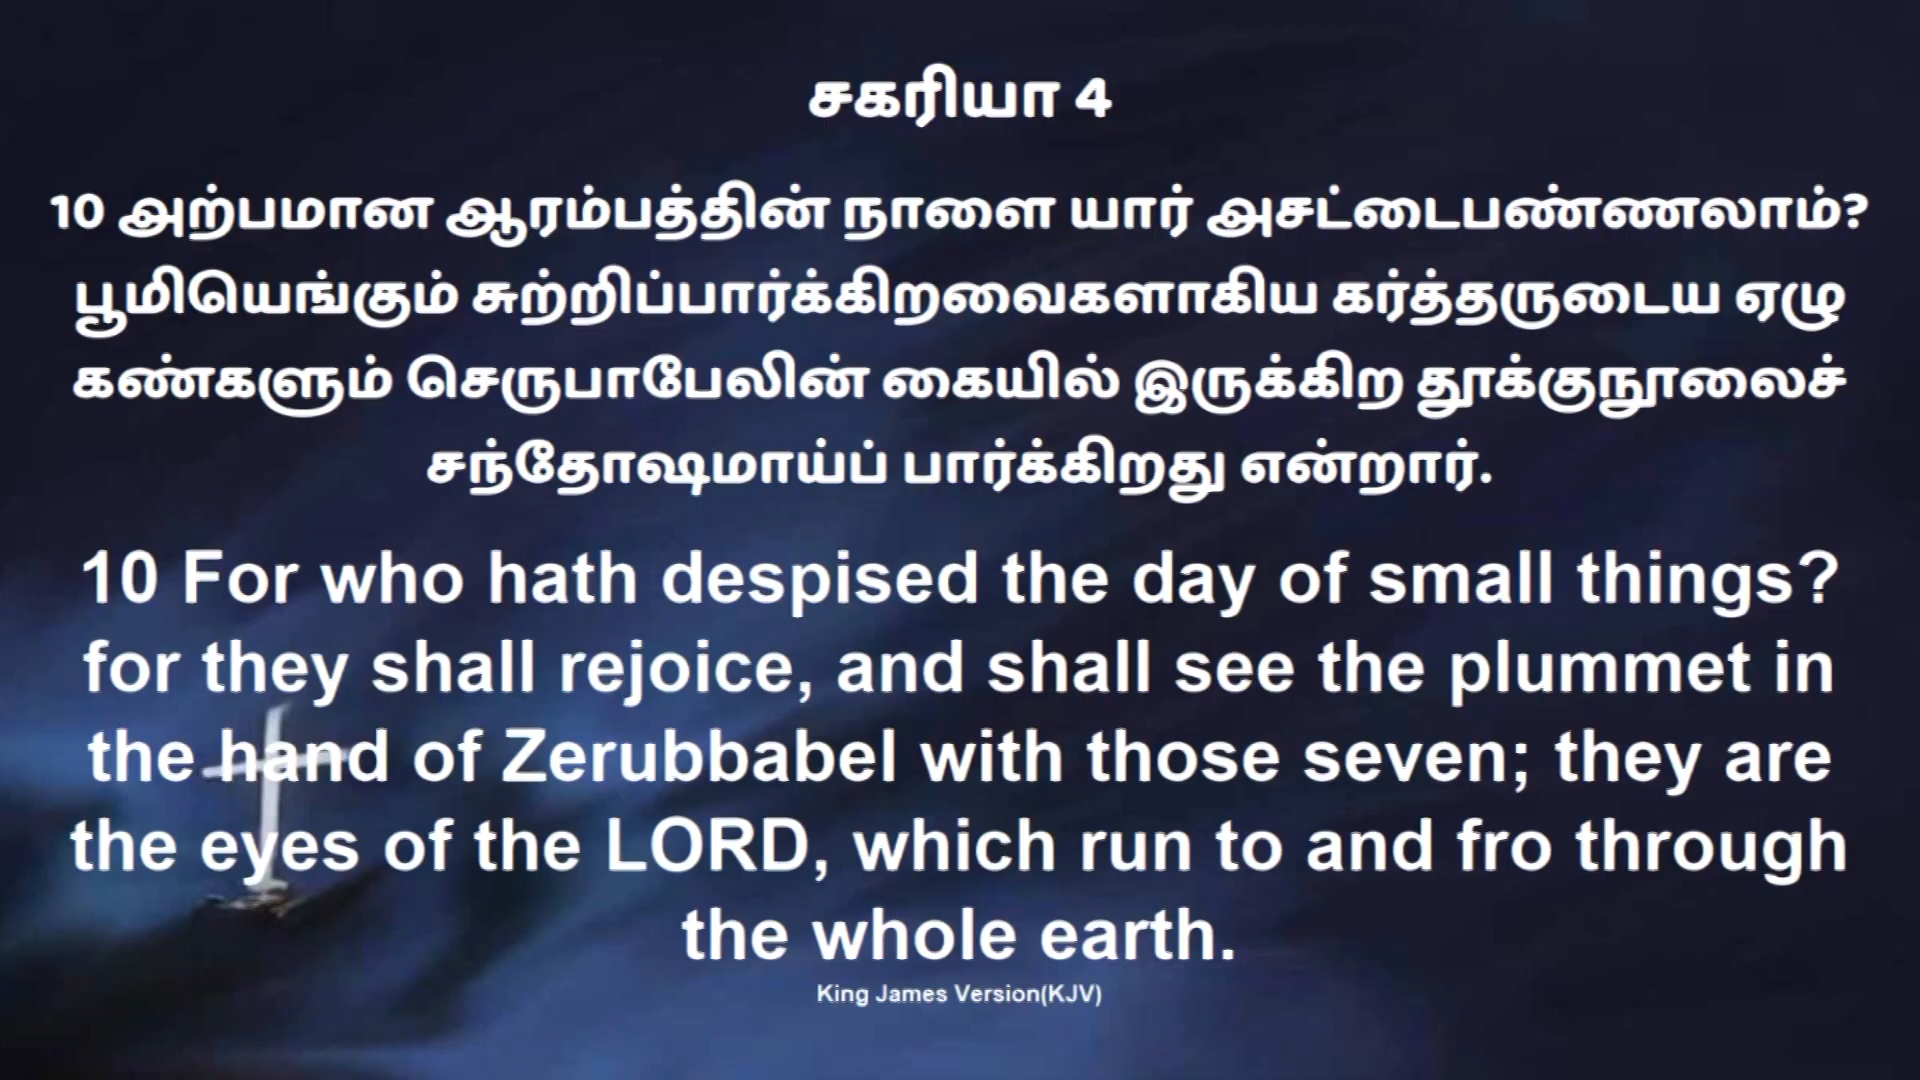 சகரியா 4
10 அற்பமான ஆரம்பத்தின் நாளை யார் அசட்டைபண்ணலாம்?
பூமியெங்கும் சுற்றிப்பார்க்கிறவைகளாகிய கர்த்தருடைய ஏழு
கண்களும் செருபாபேலின் கையில் இருக்கிற தூக்குநூலைச்
சந்தோஷமாய்ப் பார்க்கிறது என்றார்.
10 For who hath despised the day of small things?
for they shall rejoice, and shall see the plummet in
the hand of Zerubbabel with those seven; they are
the eyes of the LORD, which run to and fro through
the whole earth.
King James Version(KJV)